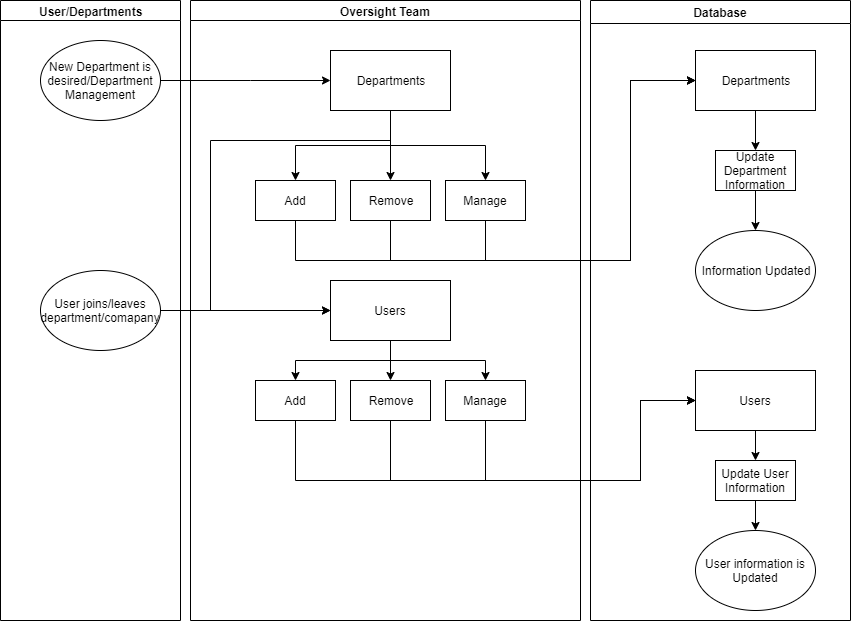 User/Departments
Oversight Team
Database
New Department is
desired/Department
Management
Departments
Departments
Update
Department
Information
Add
Remove
Manage
Information Updated
User joins/leaves
department/comapany
Users
Add
Remove
Manage
Users
Update User
Information
User information is
Updated